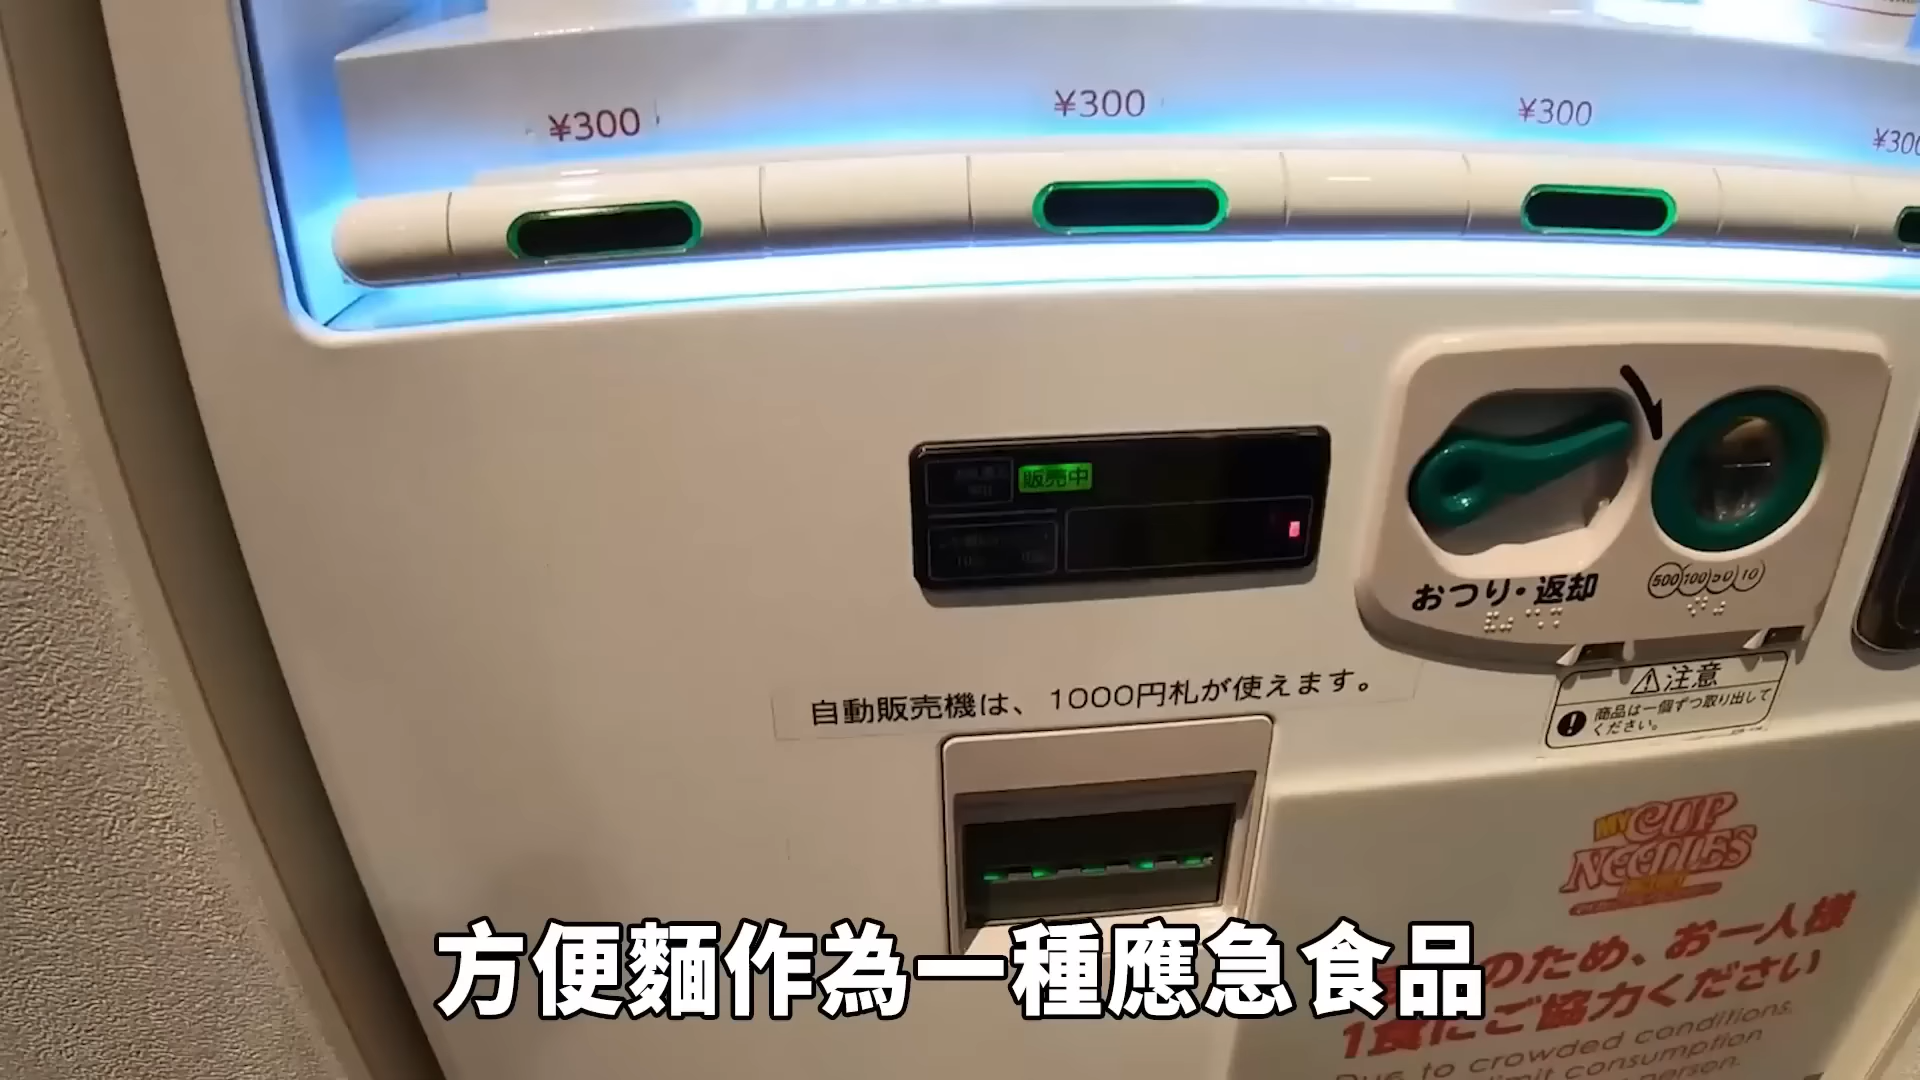 ¥300
¥300
¥300
¥300
販売中
おつり・返却
500 100 50 10
自動販売機は、1000円札が使えます。
注意
商品は一個ずつ取り出して
ください。
MY CUP
NOODLES
のため、お一人様
1食にご協力ください
Due to crowded conditions,
limit consumption
person.
方便麵作為一種應急食品